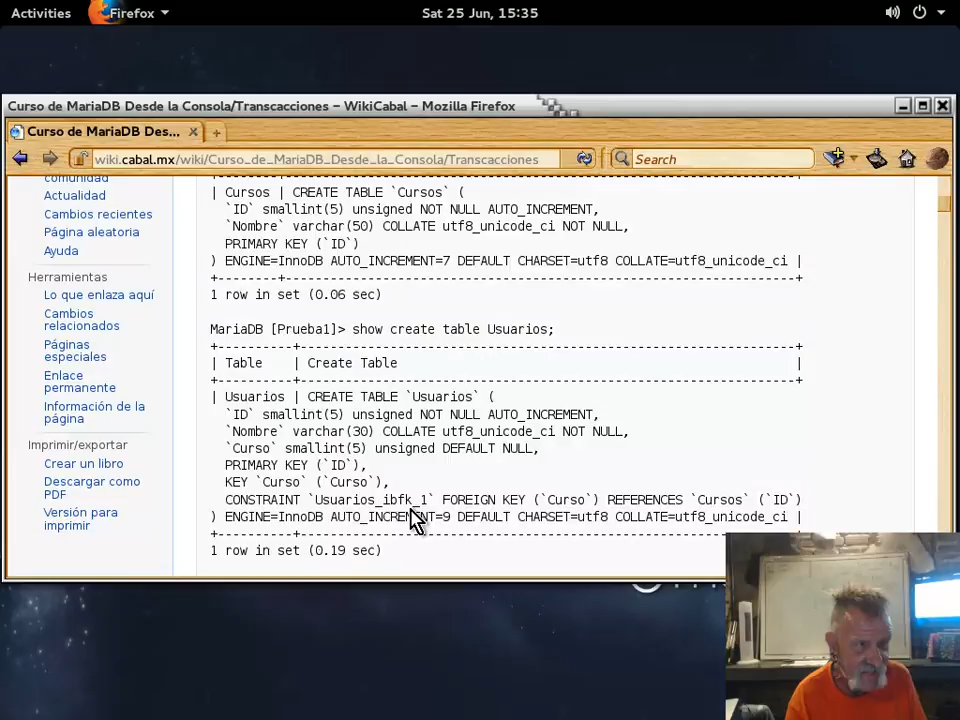 Activities Firefox Sat 25 Jun, 15:35
Curso de MariaDB Desde la Consola/Transcacciones – WikiCabal – Mozilla Firefox
Curso de MariaDB Des... × +
wiki.cabal.mx/wiki/Curso_de_MariaDB_Desde_la_Consola/Transcacciones Search
comunidad
Actualidad
Cambios recientes
Página aleatoria
Ayuda
Herramientas
Lo que enlaza aquí
Cambios
relacionados
Páginas
especiales
Enlace
permanente
Información de la
página
Imprimir/exportar
Crear un libro
Descargar como
PDF
Versión para
imprimir
| Cursos | CREATE TABLE `Cursos` (
`ID` smallint(5) unsigned NOT NULL AUTO_INCREMENT,
`Nombre` varchar(50) COLLATE utf8_unicode_ci NOT NULL,
PRIMARY KEY (`ID`)
) ENGINE=InnoDB AUTO_INCREMENT=7 DEFAULT CHARSET=utf8 COLLATE=utf8_unicode_ci |
+--------+--------------------------------------------------------------------+
1 row in set (0.06 sec)
MariaDB [Prueba1]> show create table Usuarios;
+----------+------------------------------------------------------------------+
| Table | Create Table |
+----------+------------------------------------------------------------------+
| Usuarios | CREATE TABLE `Usuarios` (
`ID` smallint(5) unsigned NOT NULL AUTO_INCREMENT,
`Nombre` varchar(30) COLLATE utf8_unicode_ci NOT NULL,
`Curso` smallint(5) unsigned DEFAULT NULL,
PRIMARY KEY (`ID`),
KEY `Curso` (`Curso`),
CONSTRAINT `Usuarios_ibfk_1` FOREIGN KEY (`Curso`) REFERENCES `Cursos` (`ID`)
) ENGINE=InnoDB AUTO_INCREMENT=9 DEFAULT CHARSET=utf8 COLLATE=utf8_unicode_ci |
+----------+------------------------------------------------------------------+
1 row in set (0.19 sec)